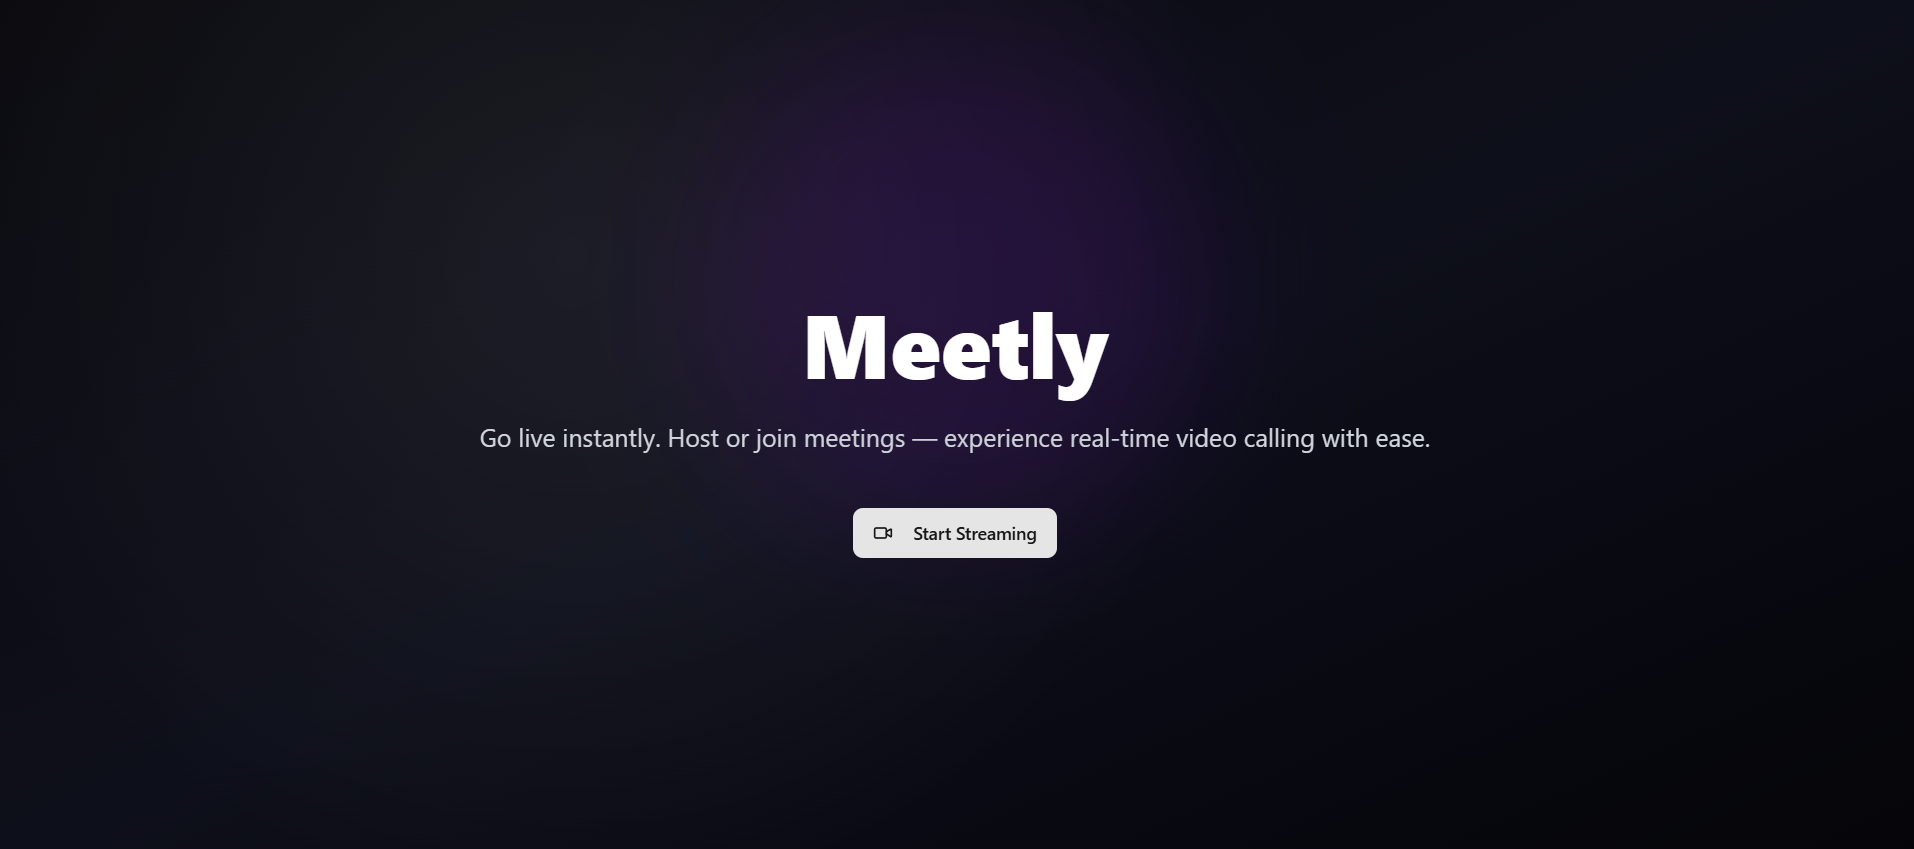 Meetly
Go live instantly. Host or join meetings — experience real-time video calling with ease.
Start Streaming